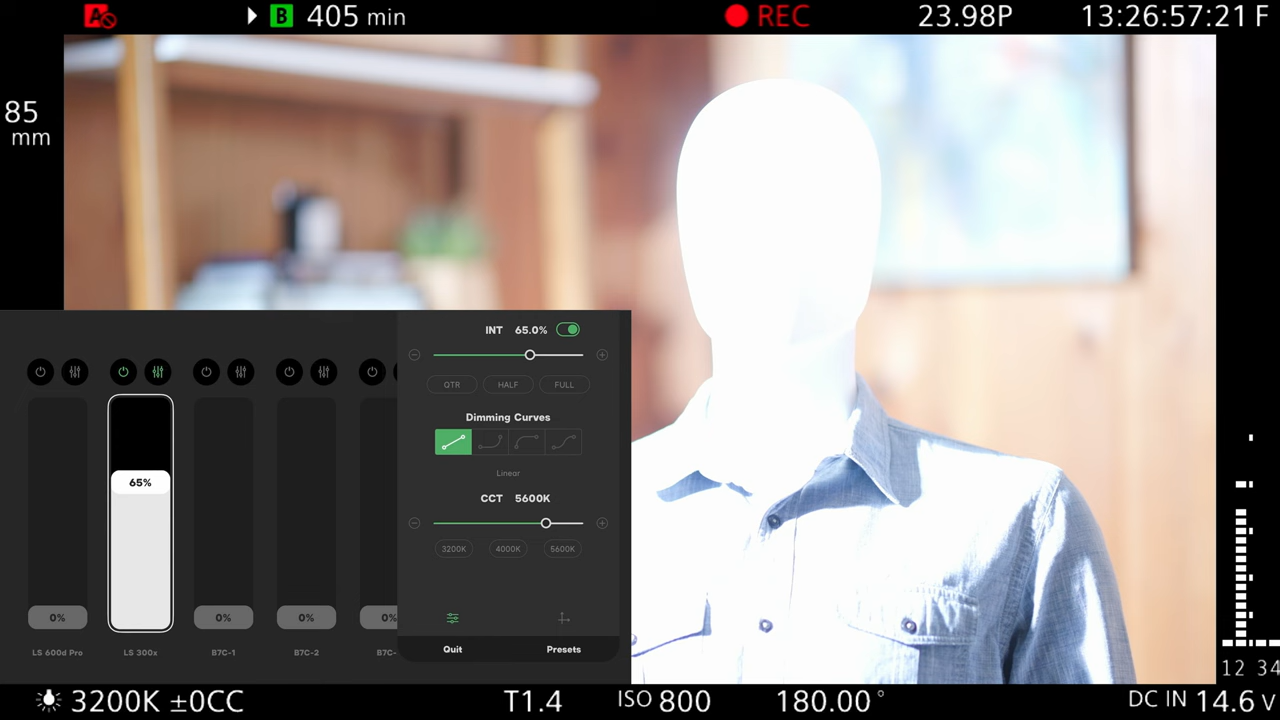 A B 405 min REC 23.98P 13:26:57:21 F
85
mm
INT 65.0%
QTR HALF FULL
Dimming Curves
65%
Linear
CCT 5600K
3200K 4000K 5600K
0% 0% 0% 0%
LS 600d Pro LS 300x B7C-1 B7C-2 B7C-
Quit Presets
12 34
3200K ±0CC T1.4 ISO 800 180.00° DC IN 14.6 V